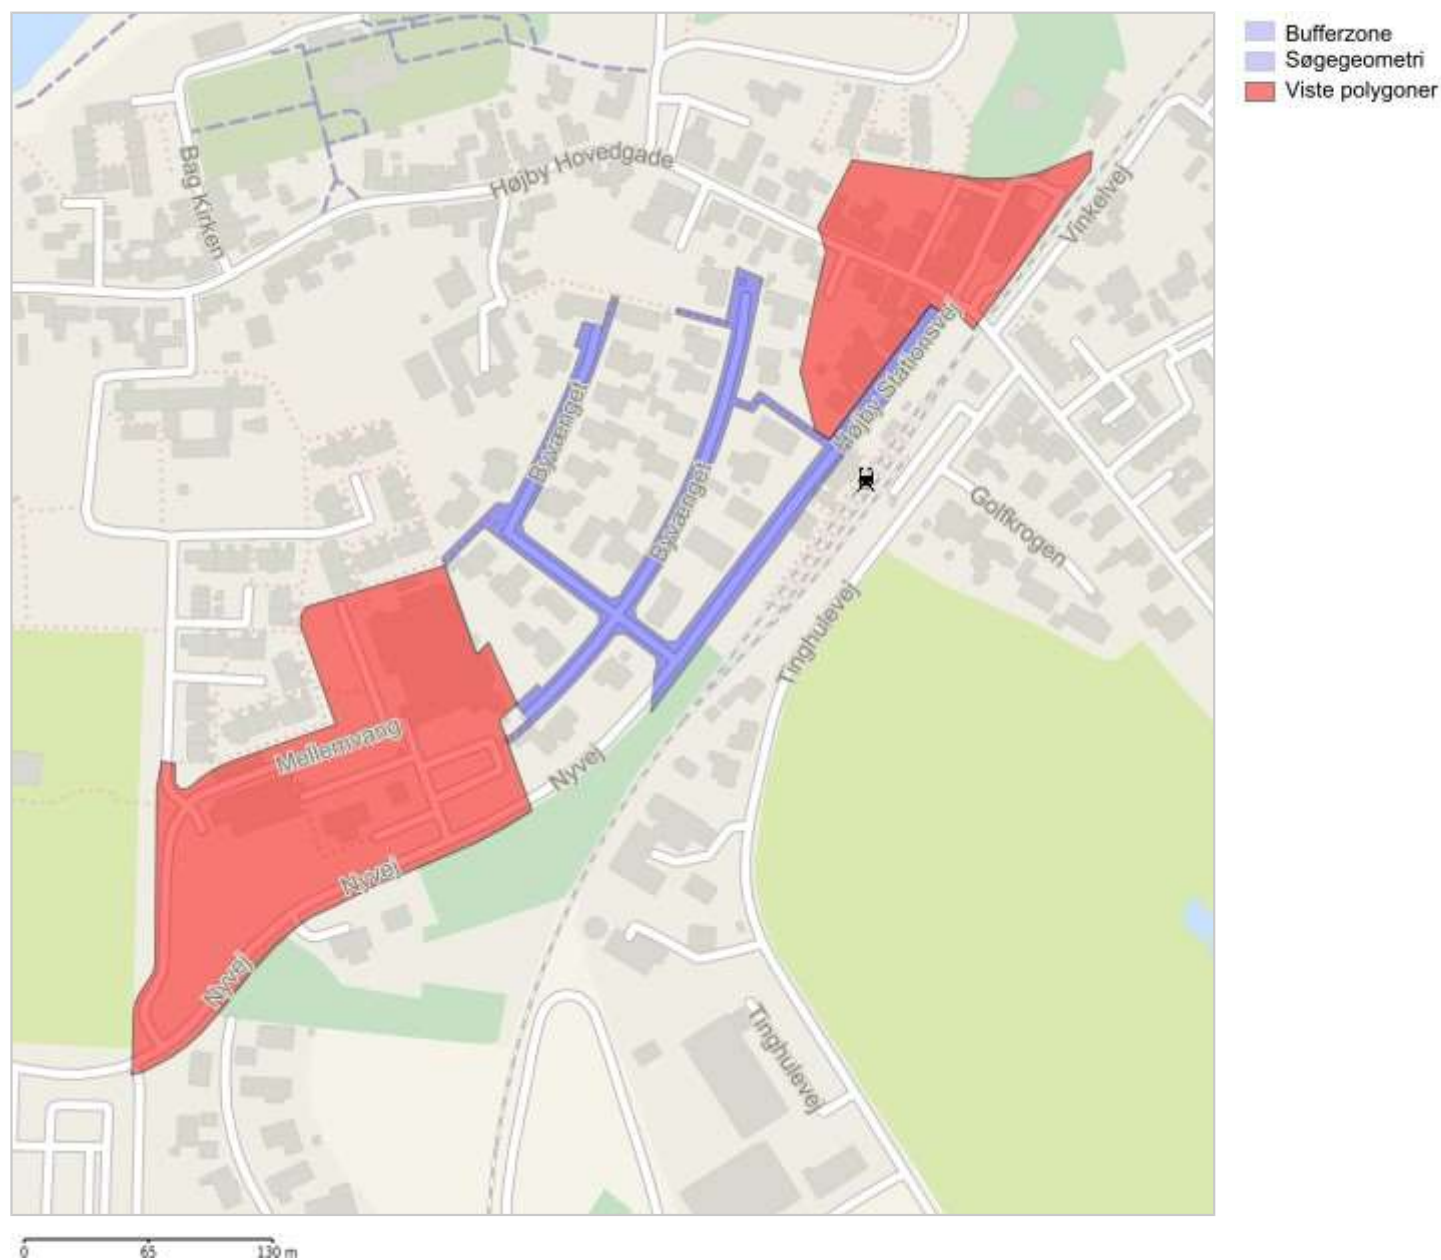 Bufferzone
Søgegeometri
Viste polygoner
Bag Kirken
Højby Hovedgade
Vinkelvej
Højby Stationsvej
Byvænget
Byvænget
Golfkrogen
Tinghulevej
Mellemvang
Nyvej
Nyvej
Nyvej
Tinghulevej
0 65 130 m